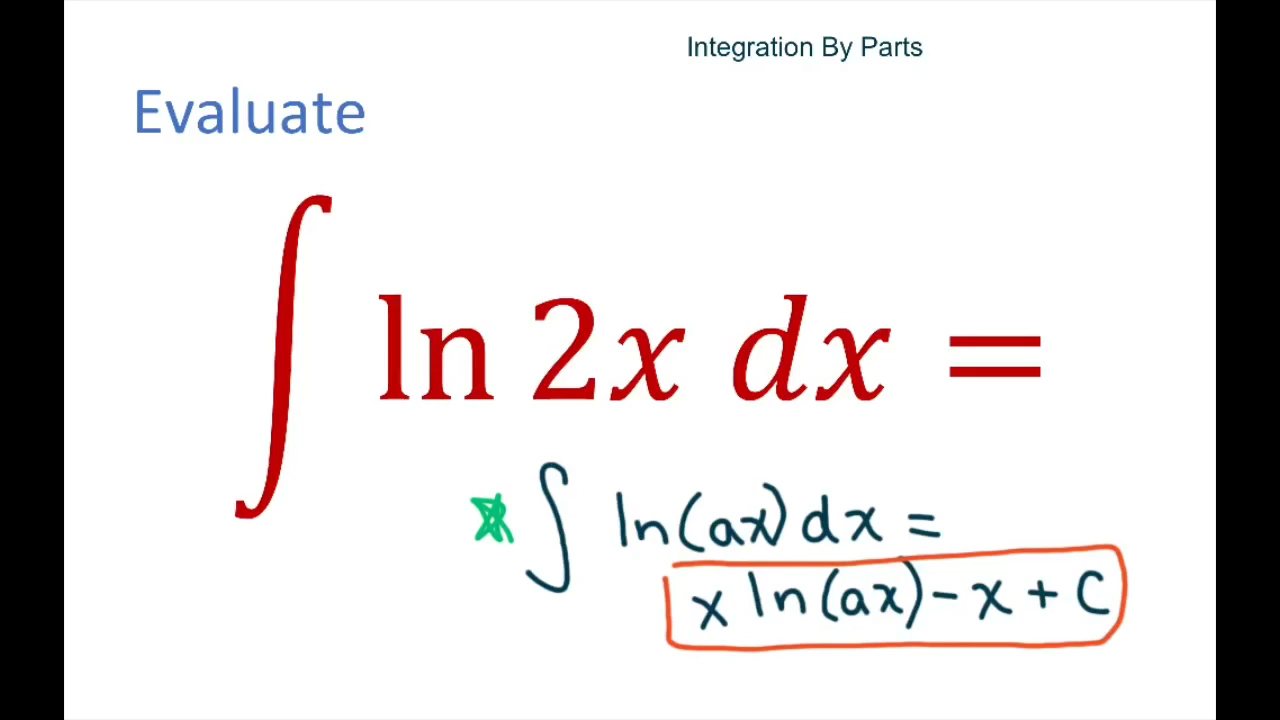 Integration By Parts
Evaluate
∫ ln 2x dx =
∫ ln(ax) dx =
x ln(ax) - x + C